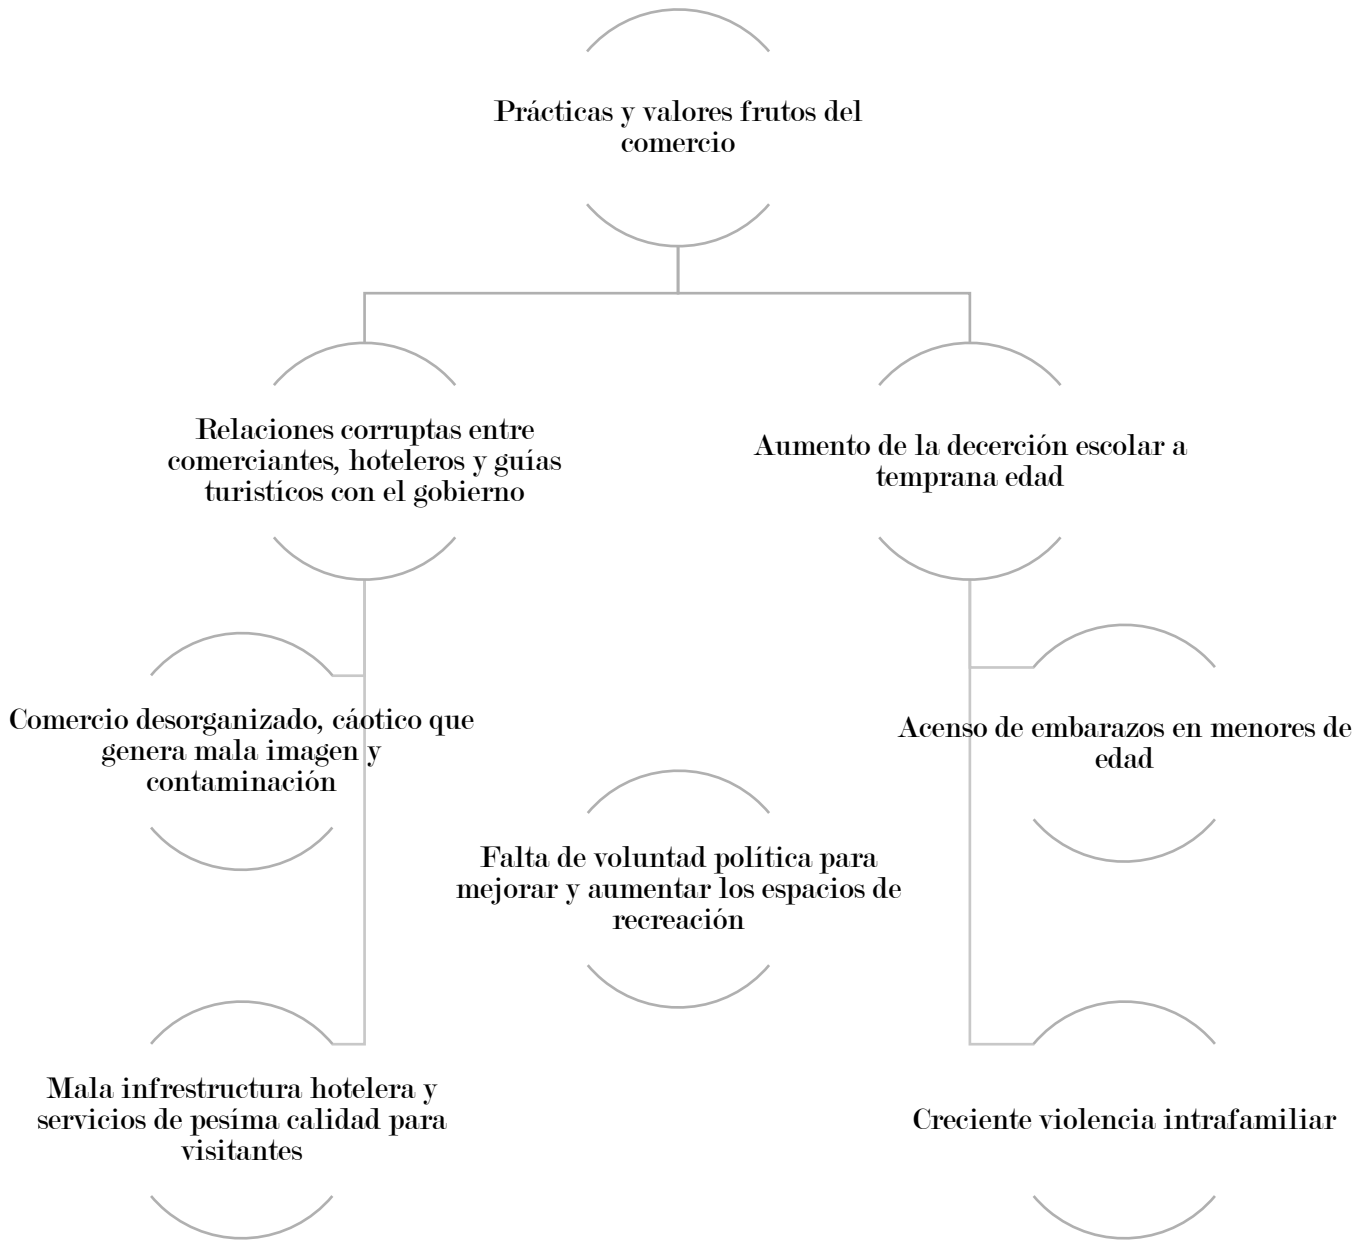 Prácticas y valores frutos del
comercio
Relaciones corruptas entre
comerciantes, hoteleros y guías
turistícos con el gobierno
Aumento de la decerción escolar a
temprana edad
Comercio desorganizado, cáotico que
genera mala imagen y
contaminación
Acenso de embarazos en menores de
edad
Falta de voluntad política para
mejorar y aumentar los espacios de
recreación
Mala infrestructura hotelera y
servicios de pesíma calidad para
visitantes
Creciente violencia intrafamiliar